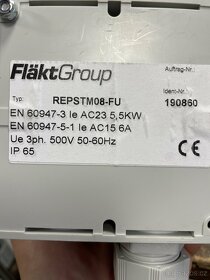 FläktGroup
Auftrag-Nr.:
Typ: REPSTM08-FU
Ident-Nr.:
190860
EN 60947-3 Ie AC23 5,5KW
EN 60947-5-1 Ie AC15 6A
Ue 3ph. 500V 50-60Hz
IP 65